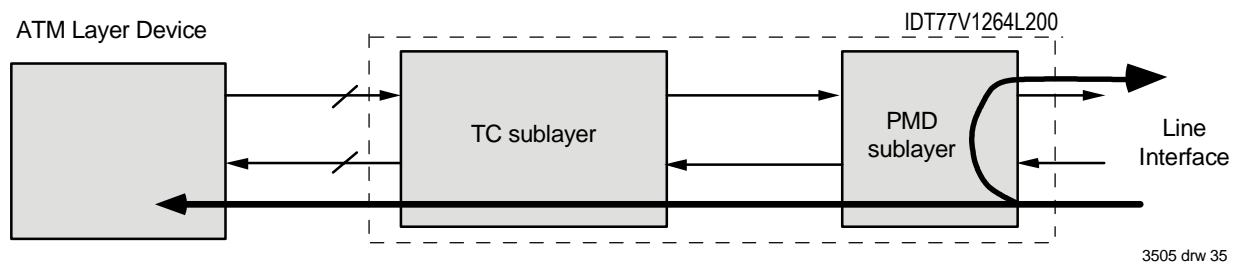 IDT77V1264L200
ATM Layer Device
TC sublayer
PMD
sublayer
Line
Interface
3505 drw 35